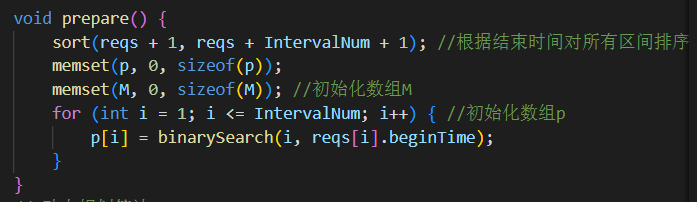 void prepare() {
    sort(reqs + 1, reqs + IntervalNum + 1); //根据结束时间对所有区间排序
    memset(p, 0, sizeof(p));
    memset(M, 0, sizeof(M)); //初始化数组M
    for (int i = 1; i <= IntervalNum; i++) { //初始化数组p
        p[i] = binarySearch(i, reqs[i].beginTime);
    }
}